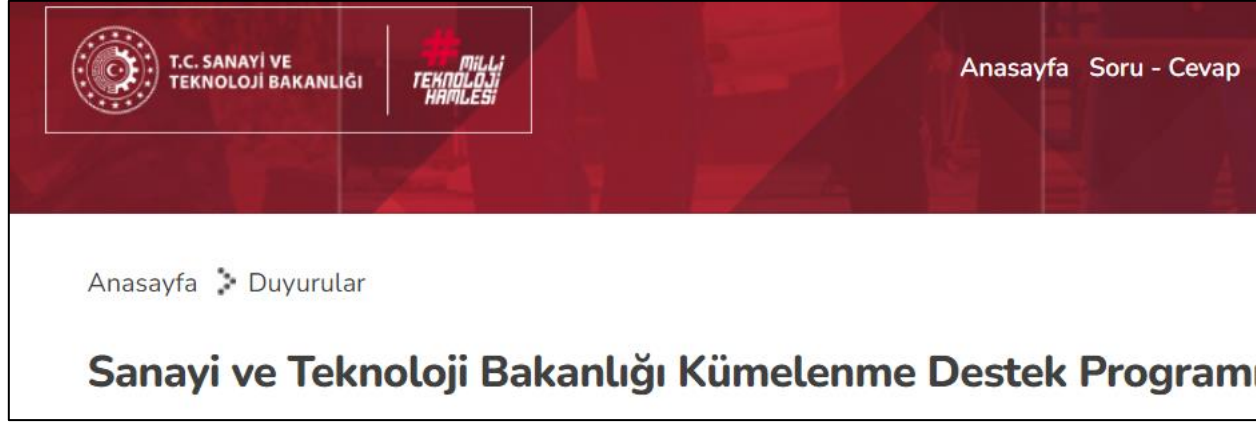 T.C. SANAYİ VE
TEKNOLOJİ BAKANLIĞI
#MİLLİ
TEKNOLOJİ
HAMLESİ
Anasayfa Soru - Cevap
Anasayfa Duyurular
Sanayi ve Teknoloji Bakanlığı Kümelenme Destek Programı